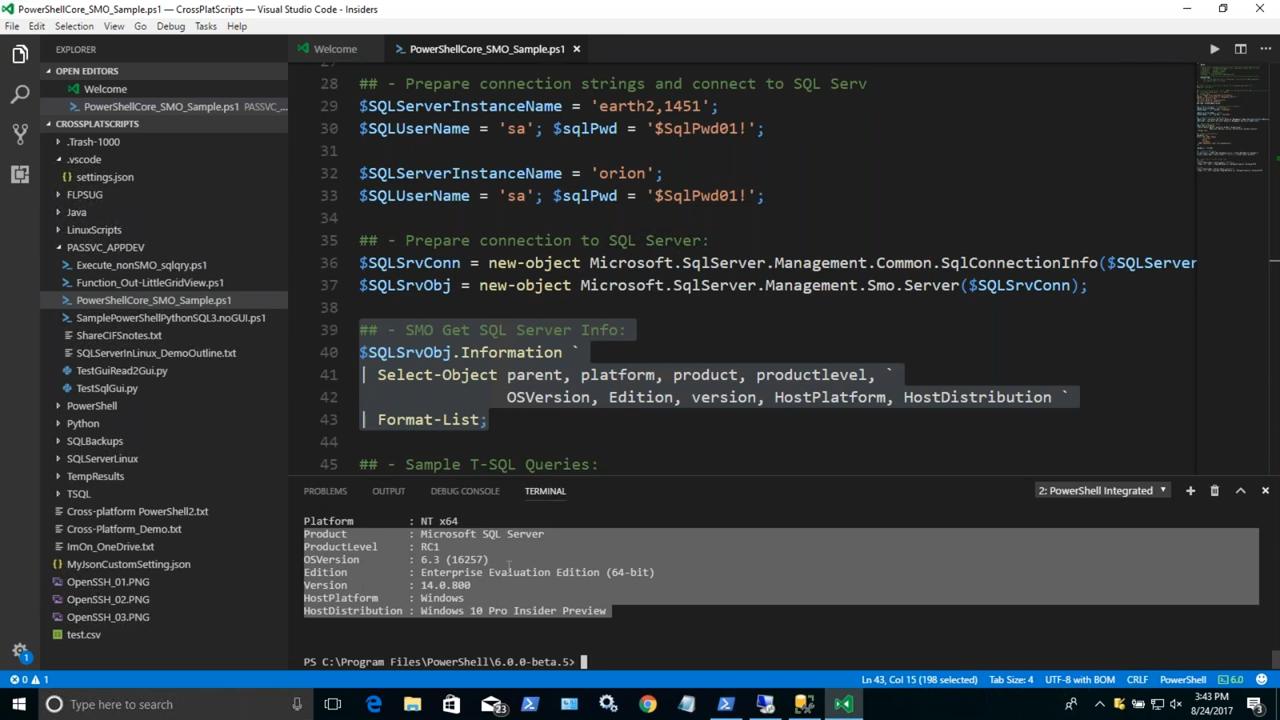 PowerShellCore_SMO_Sample.ps1 - CrossPlatScripts - Visual Studio Code - Insiders
File Edit Selection View Go Debug Tasks Help
EXPLORER
OPEN EDITORS
Welcome
PowerShellCore_SMO_Sample.ps1 PASSVC_...
CROSSPLATSCRIPTS
.Trash-1000
.vscode
settings.json
FLPSUG
Java
LinuxScripts
PASSVC_APPDEV
Execute_nonSMO_sqlqry.ps1
Function_Out-LittleGridView.ps1
PowerShellCore_SMO_Sample.ps1
SamplePowerShellPythonSQL3.noGUI.ps1
ShareCIFSnotes.txt
SQLServerInLinux_DemoOutline.txt
TestGuiRead2Guy.py
TestSqlGui.py
PowerShell
Python
SQLBackups
SQLServerLinux
TempResults
TSQL
Cross-platform PowerShell2.txt
Cross-Platform_Demo.txt
ImOn_OneDrive.txt
MyJsonCustomSetting.json
OpenSSH_01.PNG
OpenSSH_02.PNG
OpenSSH_03.PNG
test.csv
Welcome PowerShellCore_SMO_Sample.ps1
27
28 ## - Prepare connection strings and connect to SQL Serv
29 $SQLServerInstanceName = 'earth2,1451';
30 $SQLUserName = 'sa'; $sqlPwd = '$SqlPwd01!';
31
32 $SQLServerInstanceName = 'orion';
33 $SQLUserName = 'sa'; $sqlPwd = '$SqlPwd01!';
34
35 ## - Prepare connection to SQL Server:
36 $SQLSrvConn = new-object Microsoft.SqlServer.Management.Common.SqlConnectionInfo($SQLServer
37 $SQLSrvObj = new-object Microsoft.SqlServer.Management.Smo.Server($SQLSrvConn);
38
39 ## - SMO Get SQL Server Info:
40 $SQLSrvObj.Information `
41 | Select-Object parent, platform, product, productlevel, `
42 OSVersion, Edition, version, HostPlatform, HostDistribution `
43 | Format-List;
44
45 ## - Sample T-SQL Queries:
PROBLEMS OUTPUT DEBUG CONSOLE TERMINAL 2: PowerShell Integrated
Platform : NT x64
Product : Microsoft SQL Server
ProductLevel : RC1
OSVersion : 6.3 (16257)
Edition : Enterprise Evaluation Edition (64-bit)
Version : 14.0.800
HostPlatform : Windows
HostDistribution : Windows 10 Pro Insider Preview
PS C:\Program Files\PowerShell\6.0.0-beta.5>
1
0 1 Ln 43, Col 15 (198 selected) Tab Size: 4 UTF-8 with BOM CRLF PowerShell 6.0
Type here to search
23
3:43 PM
8/24/2017
3